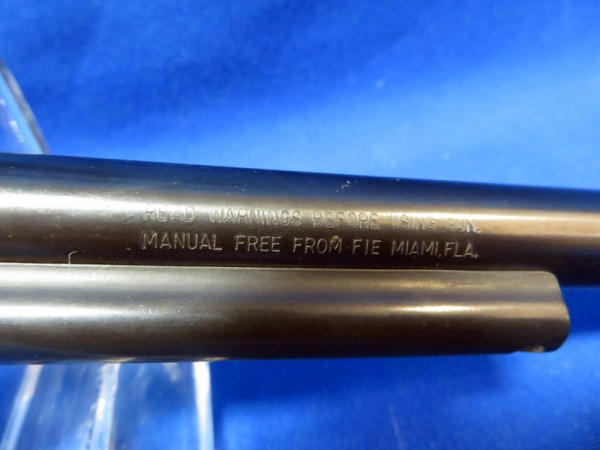 READ WARNINGS BEFORE USING GUN.
MANUAL FREE FROM FIE MIAMI,FLA.